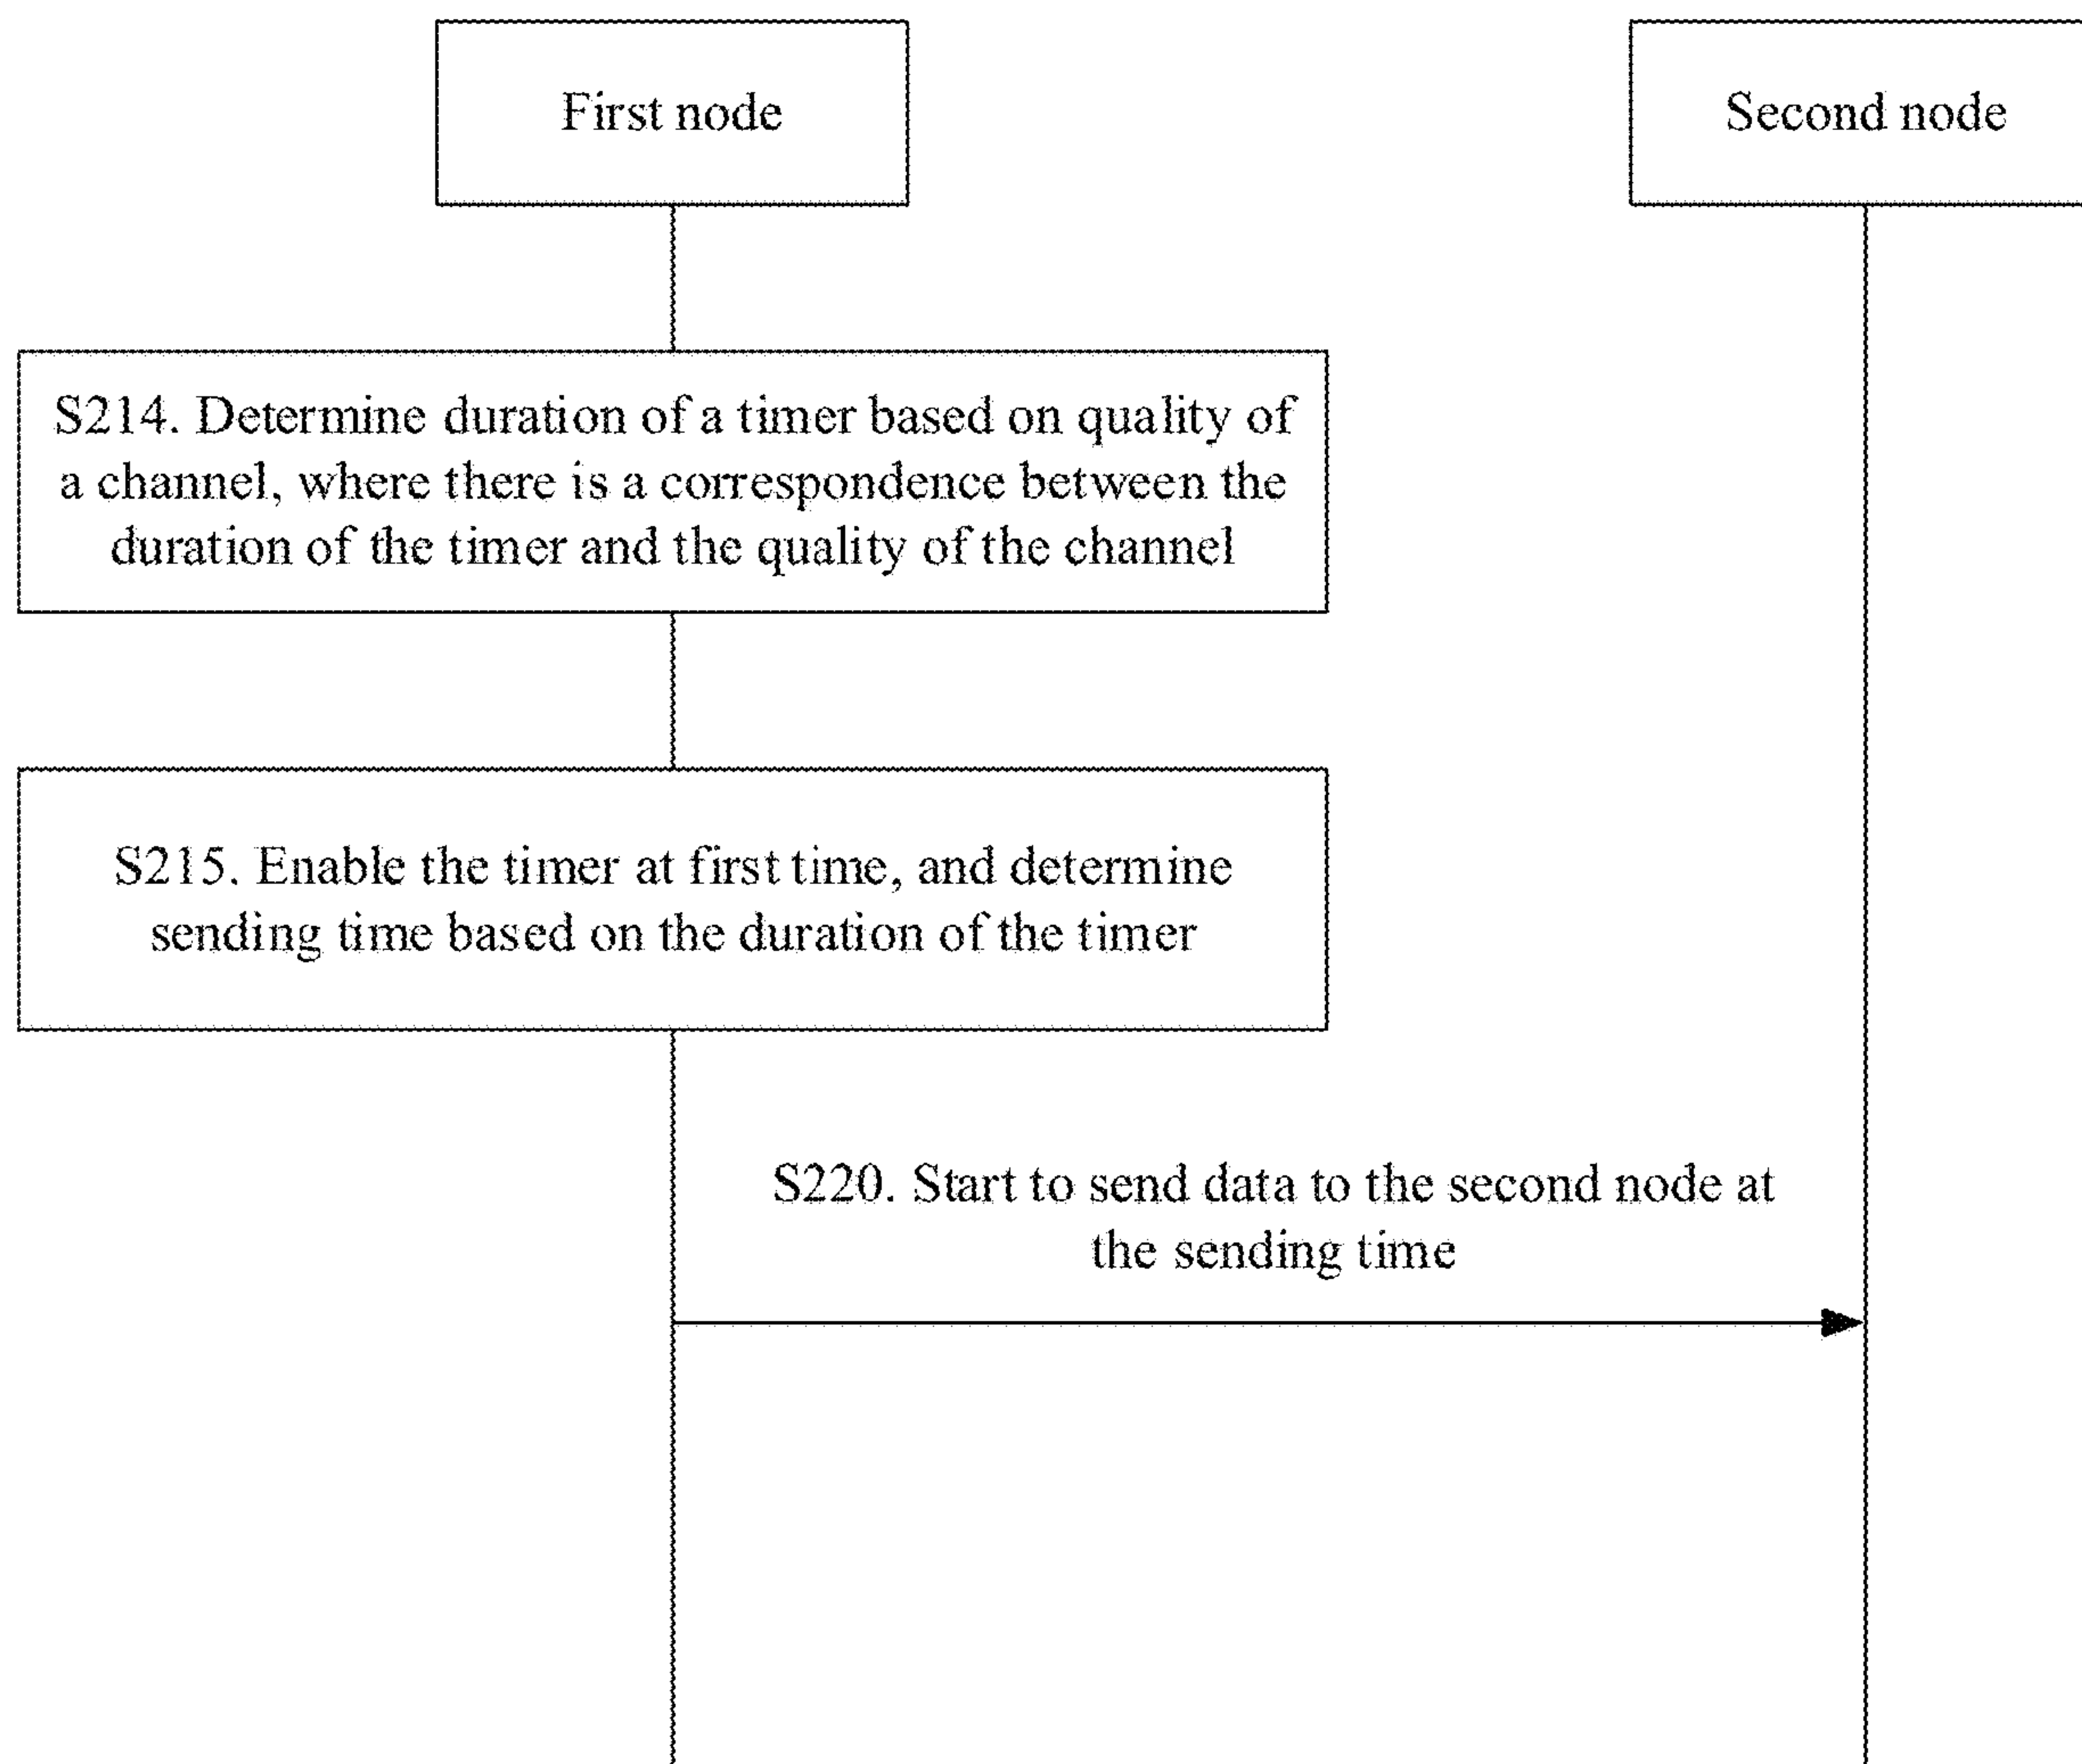 First node
Second node
S214. Determine duration of a timer based on quality of
a channel, where there is a correspondence between the
duration of the timer and the quality of the channel
S215. Enable the timer at first time, and determine
sending time based on the duration of the timer
S220. Start to send data to the second node at
the sending time